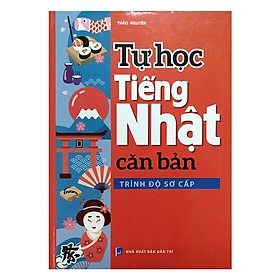 THẢO NGUYÊN
Tự học
Tiếng
Nhật
căn bản
TRÌNH ĐỘ SƠ CẤP
NHÀ XUẤT BẢN DÂN TRÍ